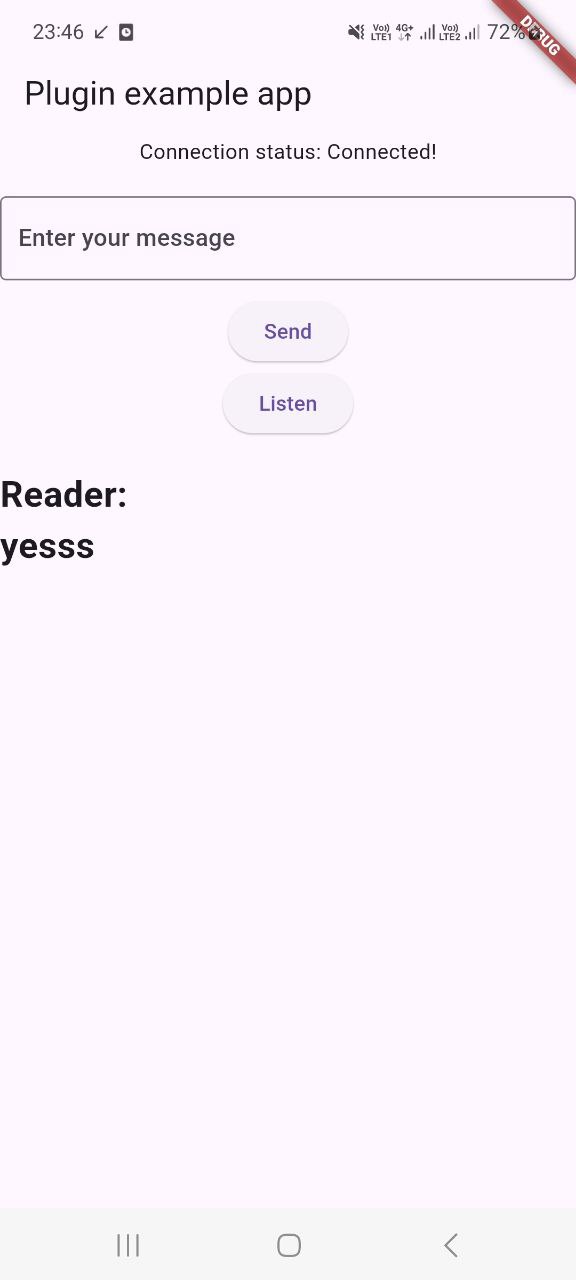 23:46 Vo)) LTE1 4G+ Vo)) LTE2 72%
DEBUG
Plugin example app
Connection status: Connected!
Enter your message
Send
Listen
Reader:
yesss